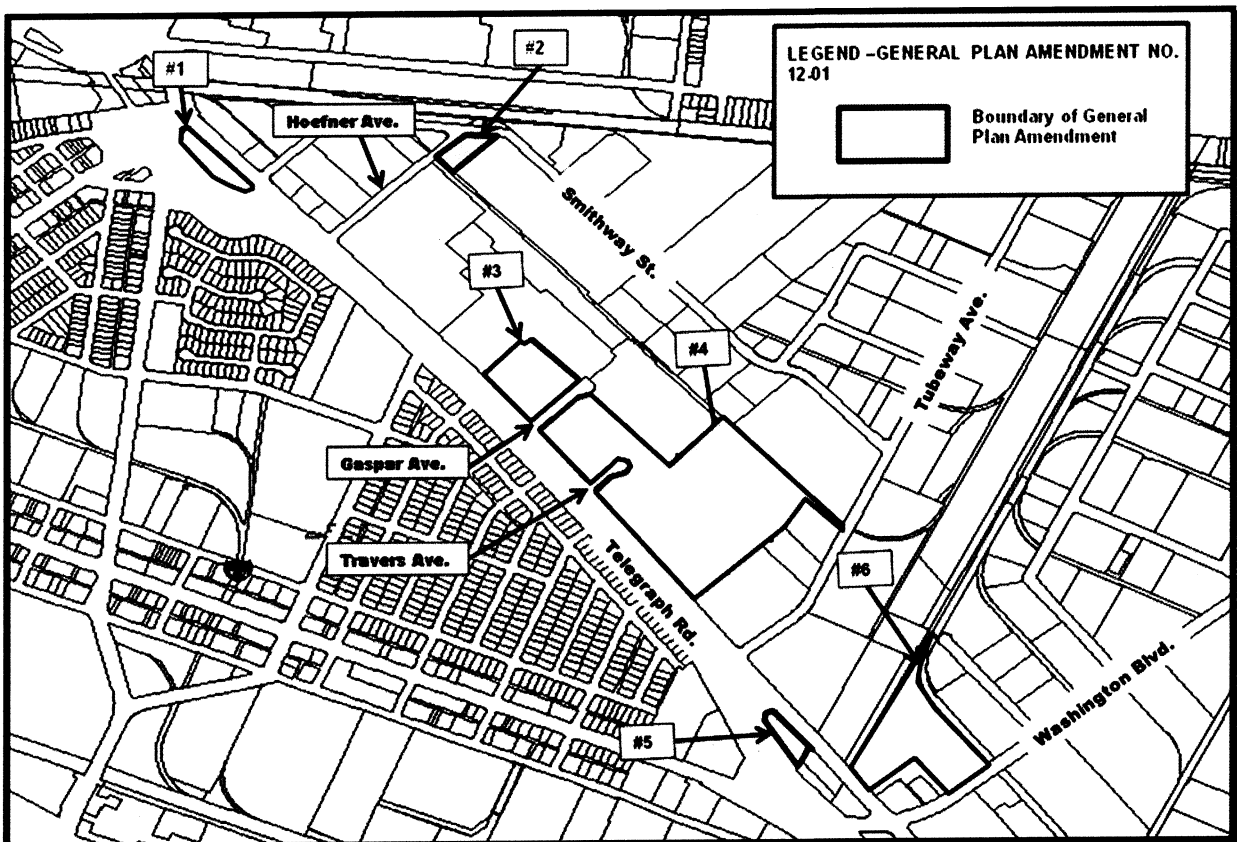 LEGEND –GENERAL PLAN AMENDMENT NO.
12-01
Boundary of General
Plan Amendment
#1
#2
Hoefner Ave.
Smithway St.
#3
#4
Tubeway Ave.
Gaspar Ave.
Travers Ave.
Telegraph Rd.
#6
Washington Blvd.
#5